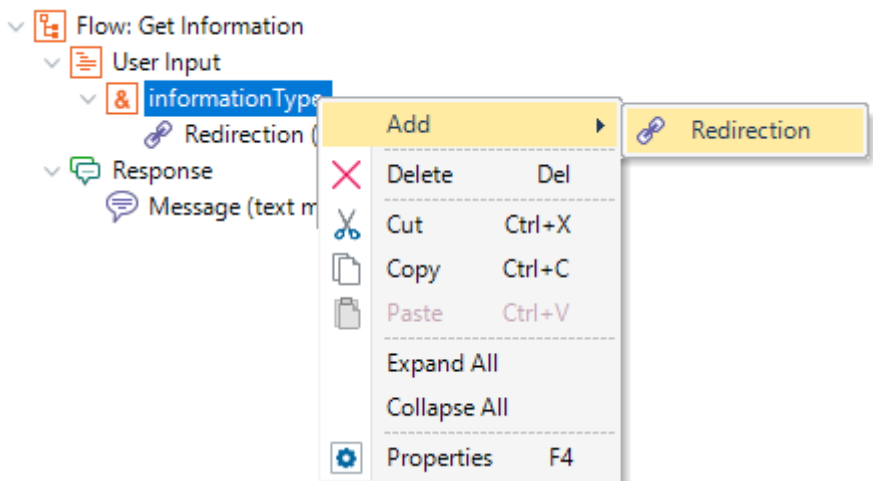 Flow: Get Information
User Input
& informationType
Redirection (
Response
Message (text m
Add
Redirection
Delete Del
Cut Ctrl+X
Copy Ctrl+C
Paste Ctrl+V
Expand All
Collapse All
Properties F4